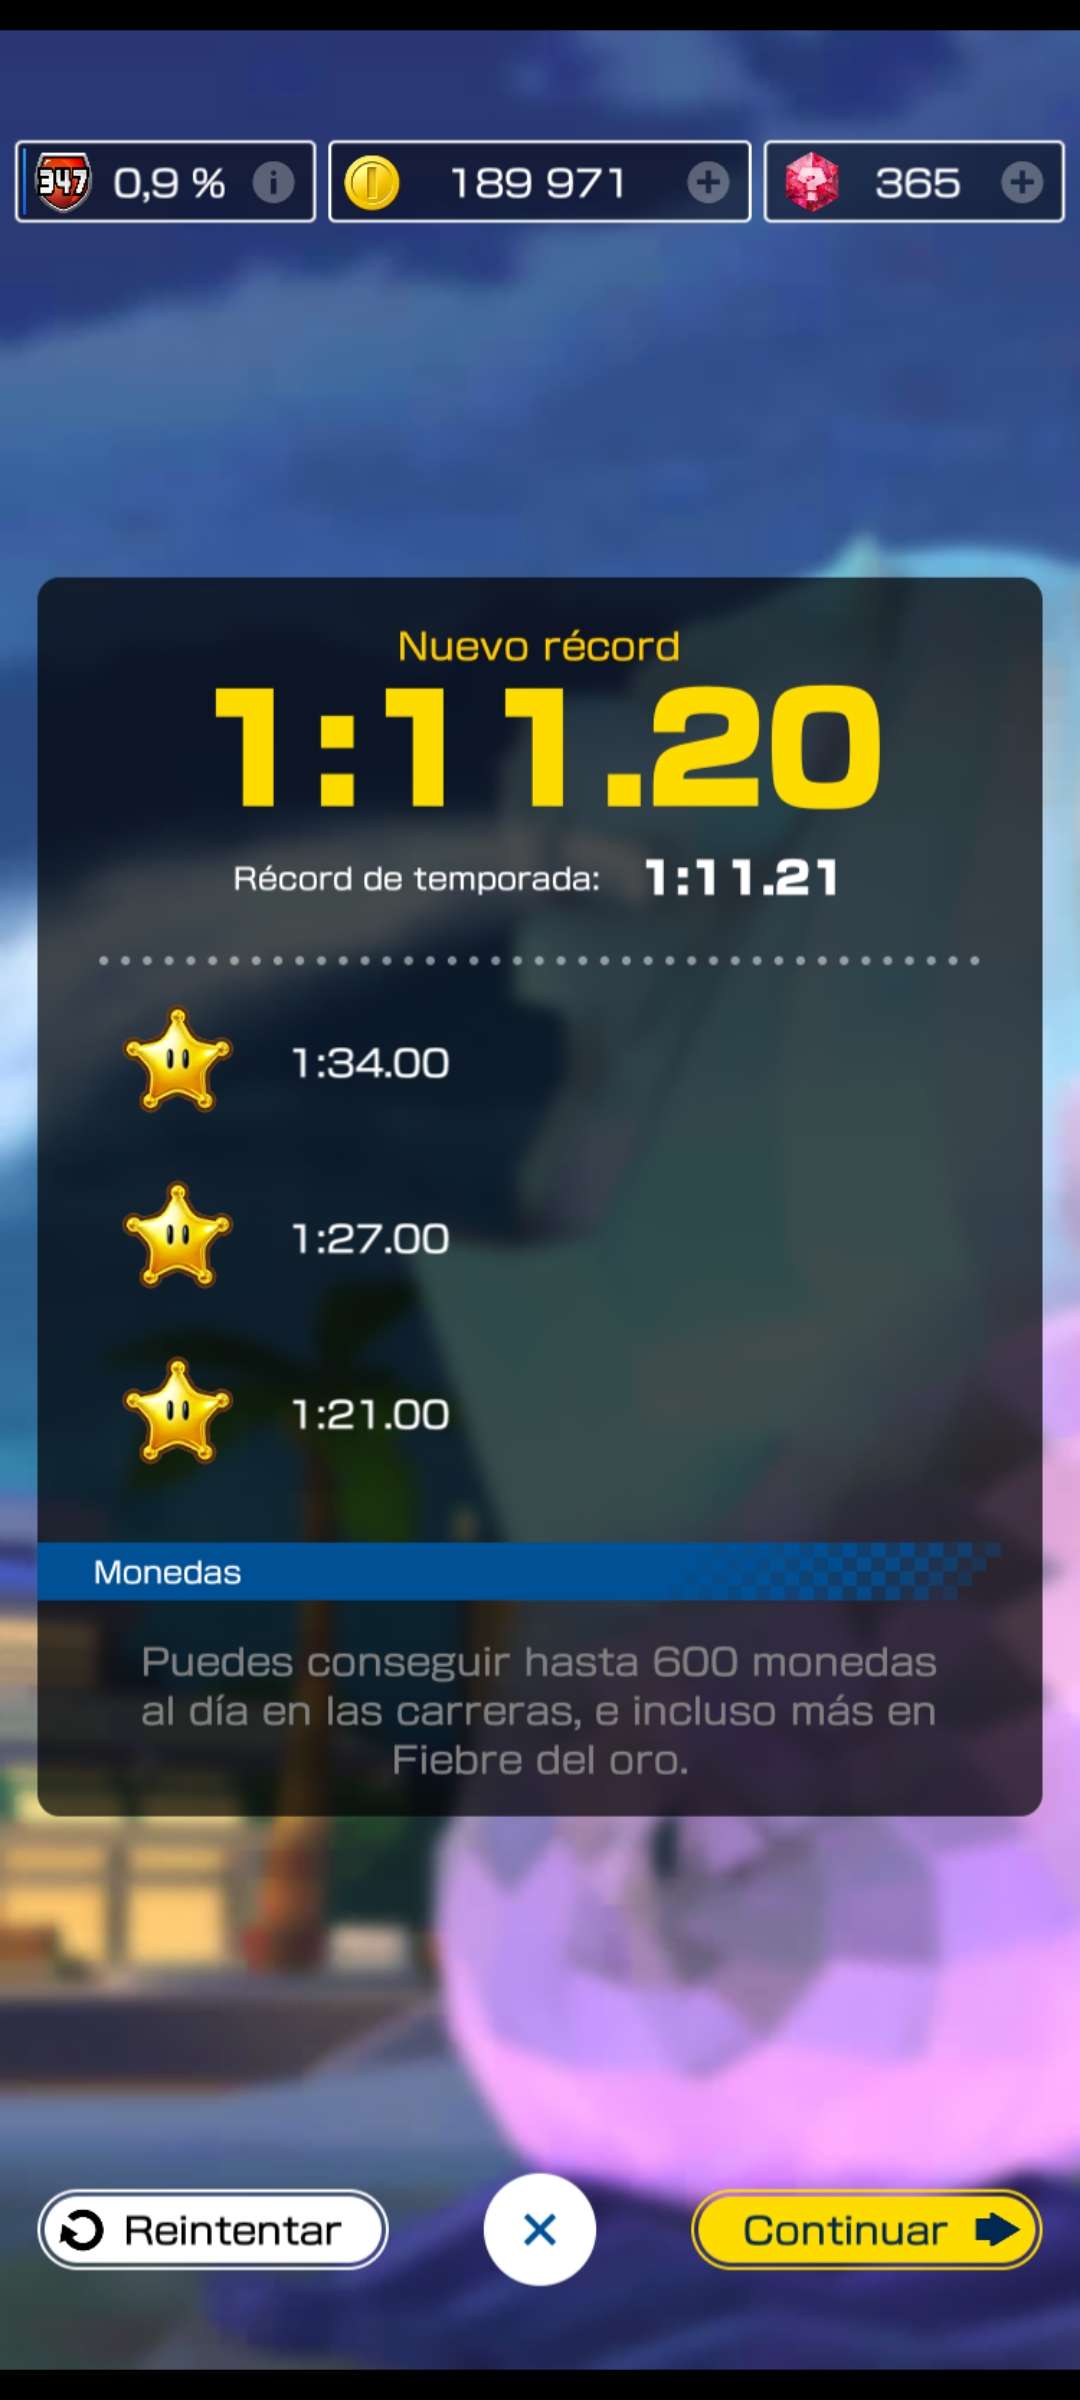 347 0,9 % i 189 971 + 365 +
Nuevo récord
1:11.20
Récord de temporada: 1:11.21
1:34.00
1:27.00
1:21.00
Monedas
Puedes conseguir hasta 600 monedas
al día en las carreras, e incluso más en
Fiebre del oro.
Reintentar × Continuar